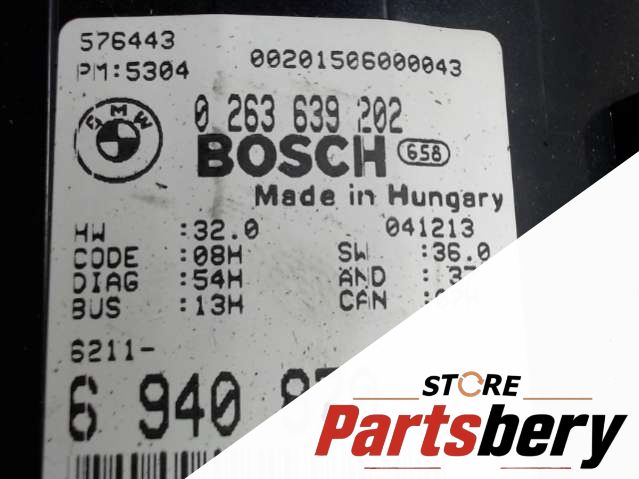 576443
PM:5304 00201506000043
BMW
0 263 639 202
BOSCH G58
Made in Hungary
HW :32.0 041213
CODE :08H SW :36.0
DIAG :54H AND
BUS :13H CAN
6211-
6 940
STORE
Partsbery